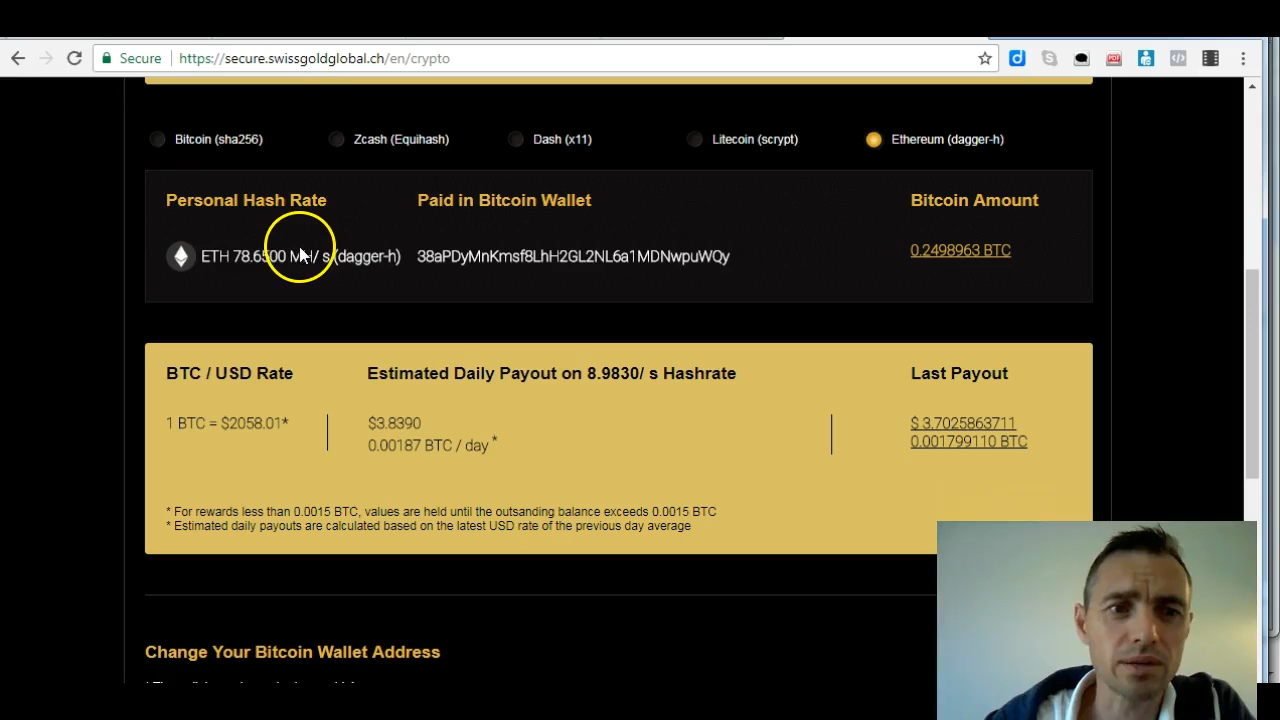 Secure https://secure.swissgoldglobal.ch/en/crypto
Bitcoin (sha256) Zcash (Equihash) Dash (x11) Litecoin (scrypt) Ethereum (dagger-h)
Personal Hash Rate Paid in Bitcoin Wallet Bitcoin Amount
ETH 78.6500 MH/ s (dagger-h) 38aPDyMnKmsf8LhH2GL2NL6a1MDNwpuWQy 0.2498963 BTC
BTC / USD Rate Estimated Daily Payout on 8.9830/ s Hashrate Last Payout
1 BTC = $2058.01* $3.8390 $ 3.7025863711
0.00187 BTC / day * 0.001799110 BTC
* For rewards less than 0.0015 BTC, values are held until the outsanding balance exceeds 0.0015 BTC
* Estimated daily payouts are calculated based on the latest USD rate of the previous day average
Change Your Bitcoin Wallet Address